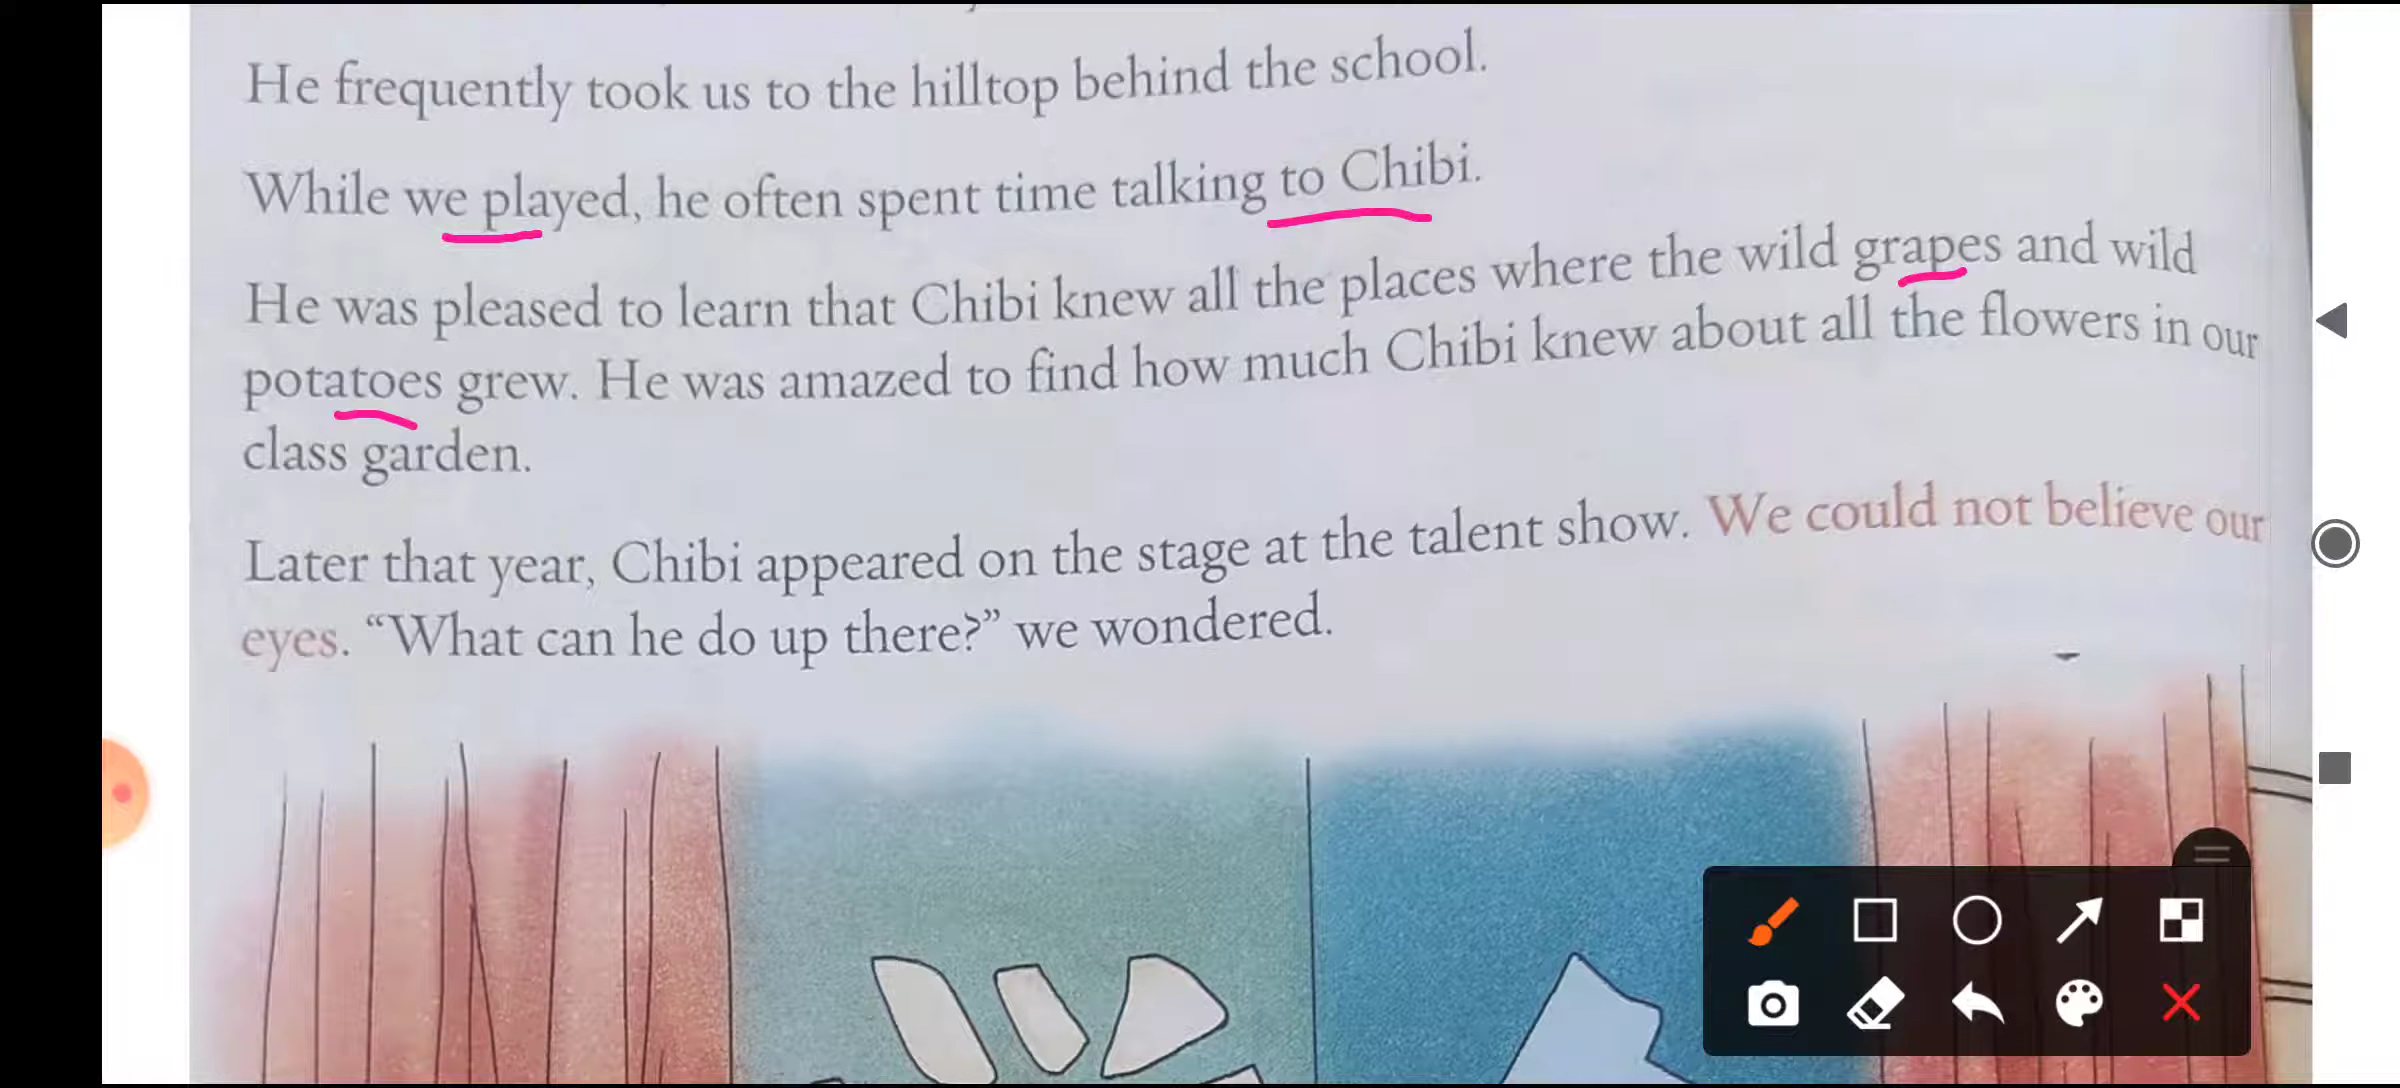 He frequently took us to the hilltop behind the school.
While we played, he often spent time talking to Chibi.
He was pleased to learn that Chibi knew all the places where the wild grapes and wild
potatoes grew. He was amazed to find how much Chibi knew about all the flowers in our
class garden.
Later that year, Chibi appeared on the stage at the talent show. We could not believe our
eyes. “What can he do up there?” we wondered.